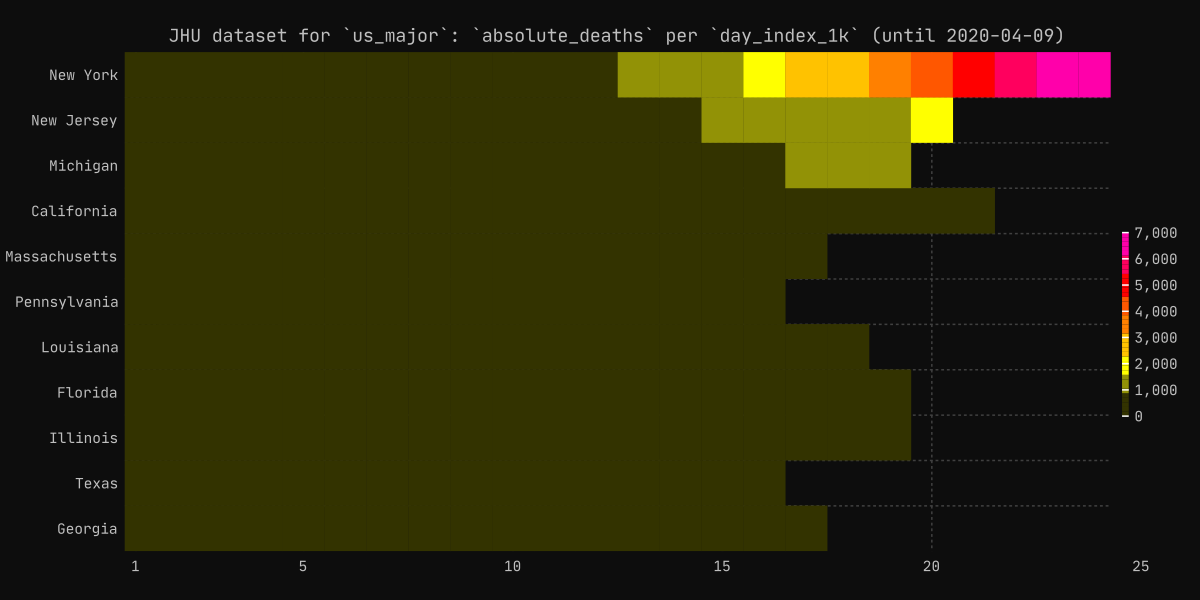 JHU dataset for `us_major`: `absolute_deaths` per `day_index_1k` (until 2020-04-09)
New York
New Jersey
Michigan
California
Massachusetts
Pennsylvania
Louisiana
Florida
Illinois
Texas
Georgia
7,000
6,000
5,000
4,000
3,000
2,000
1,000
0
1 5 10 15 20 25